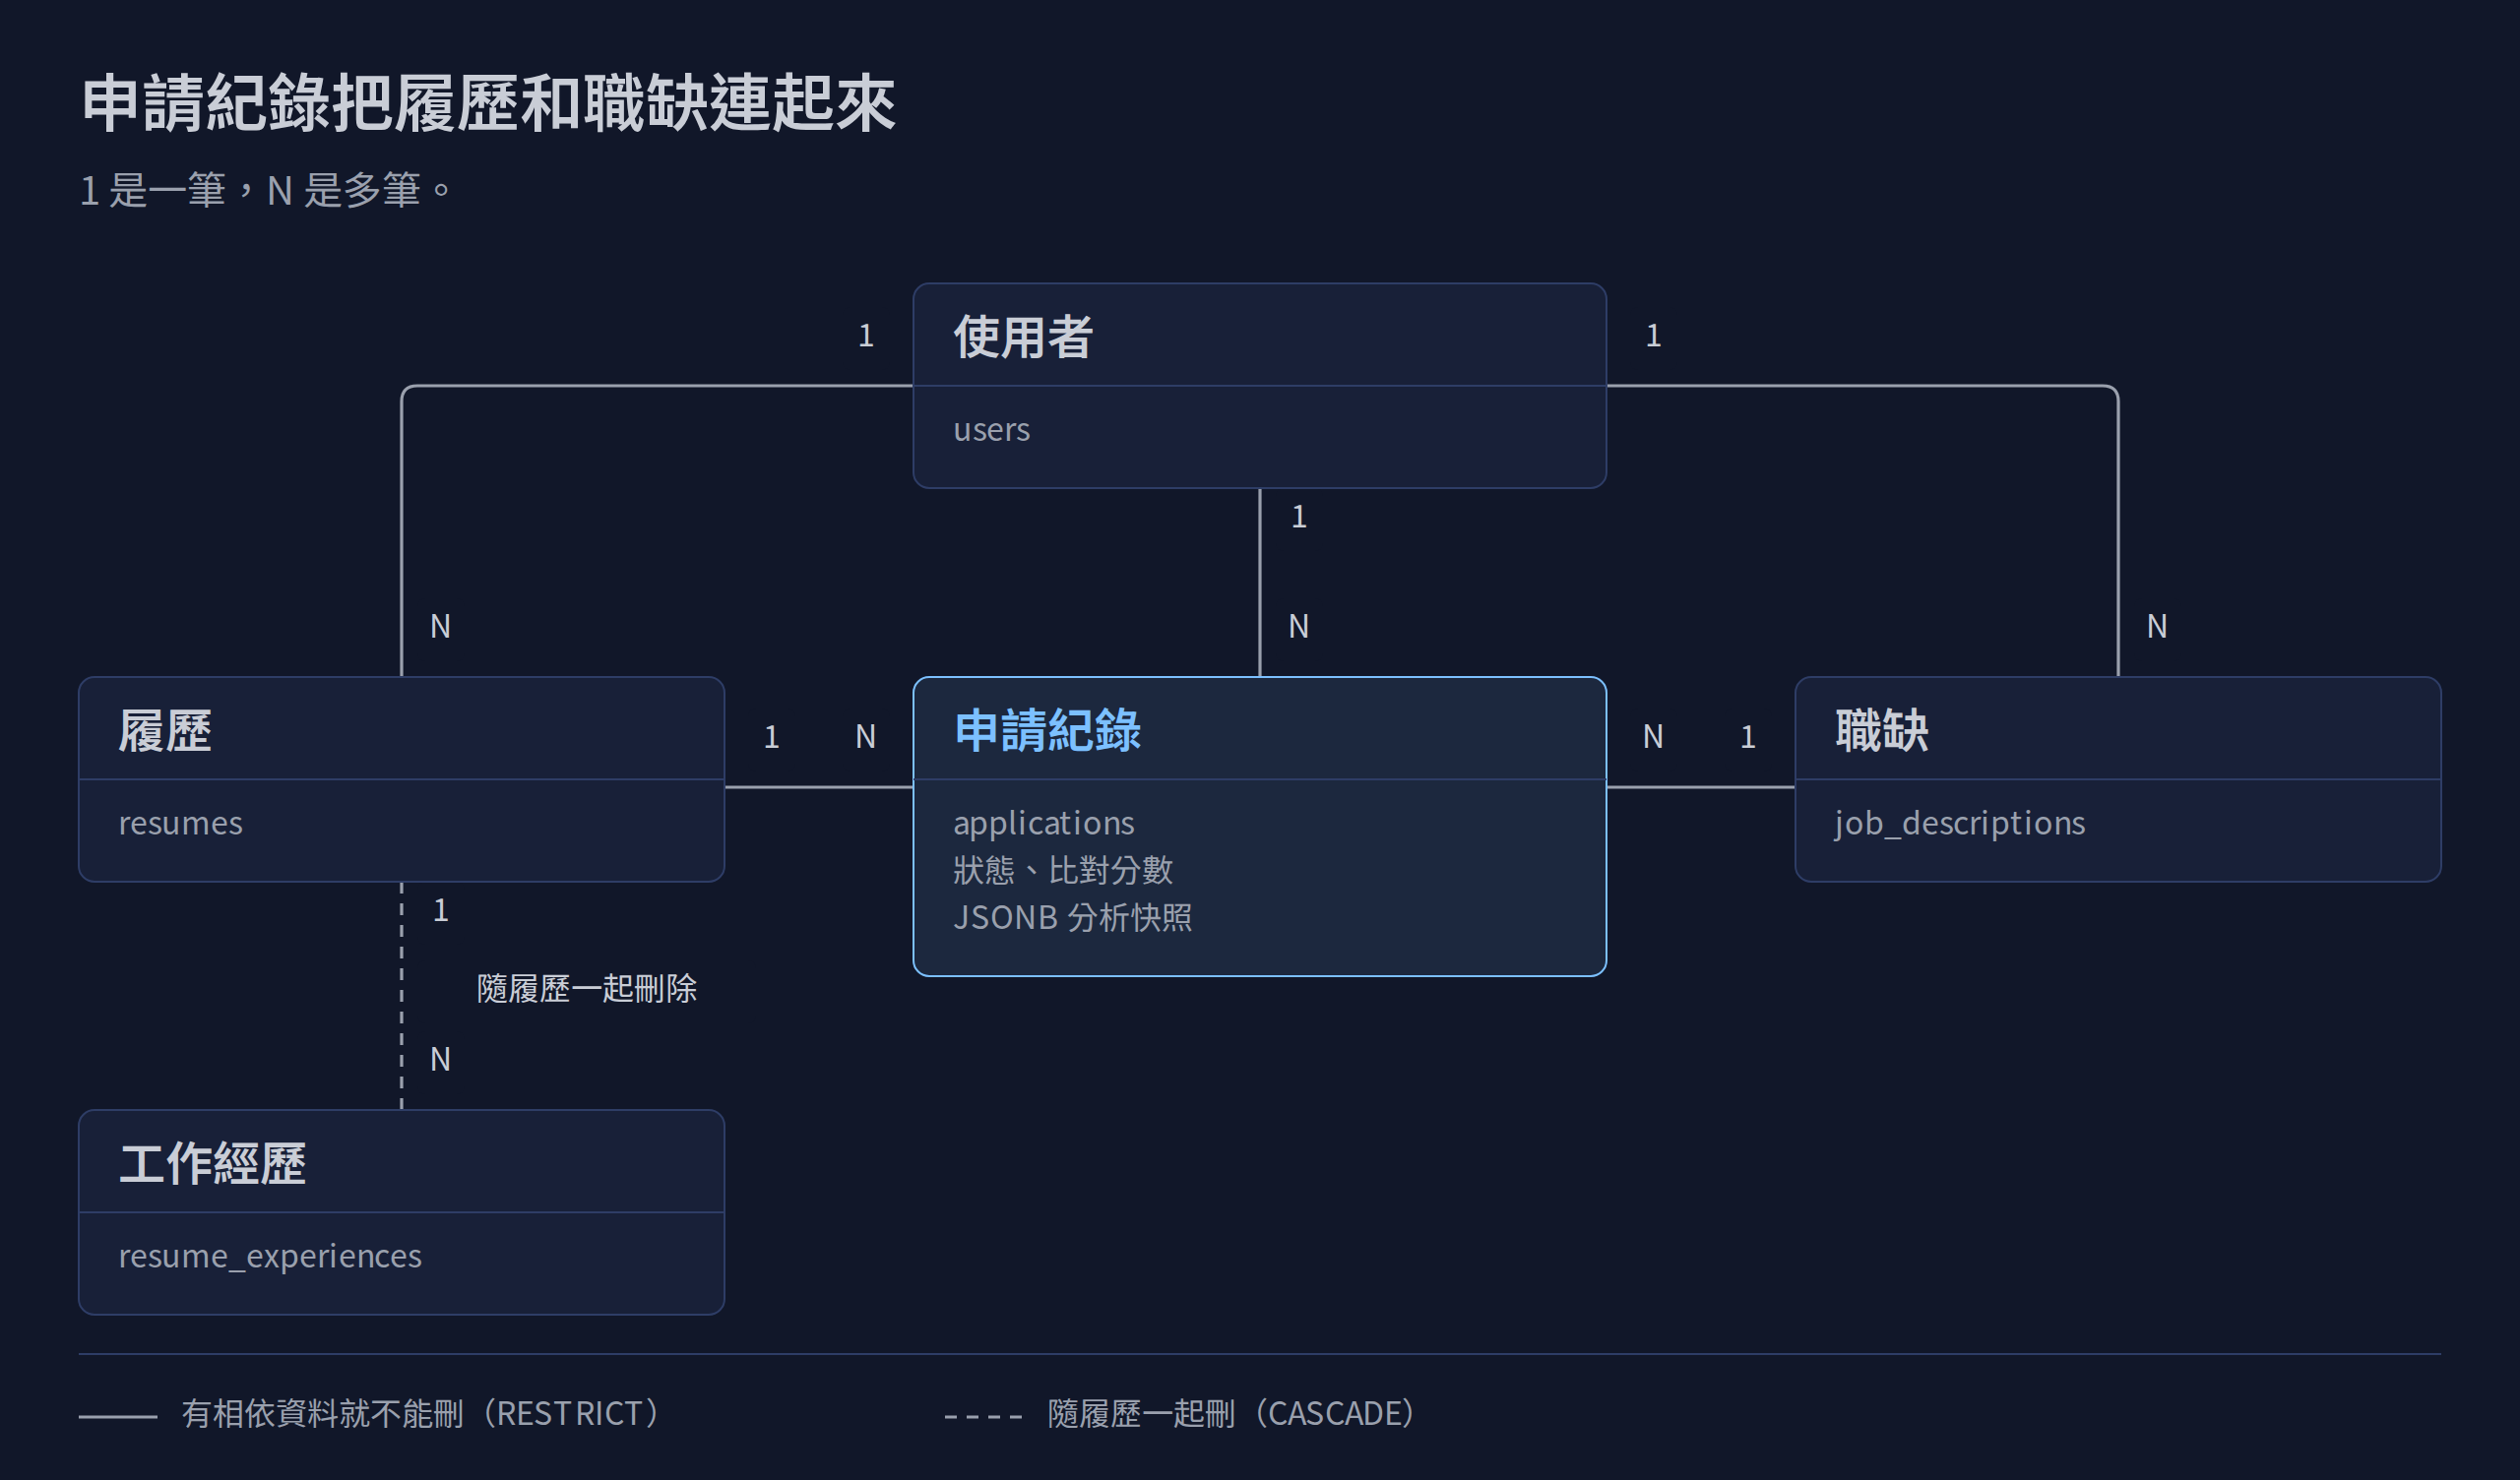 申請紀錄把履歷和職缺連起來
1 是一筆，N 是多筆。
1
使用者
1
users
1
N
N
N
履歷
1
N
申請紀錄
N
1
職缺
resumes
applications
job_descriptions
狀態、比對分數
JSONB 分析快照
1
隨履歷一起刪除
N
工作經歷
resume_experiences
有相依資料就不能刪（RESTRICT）
隨履歷一起刪（CASCADE）